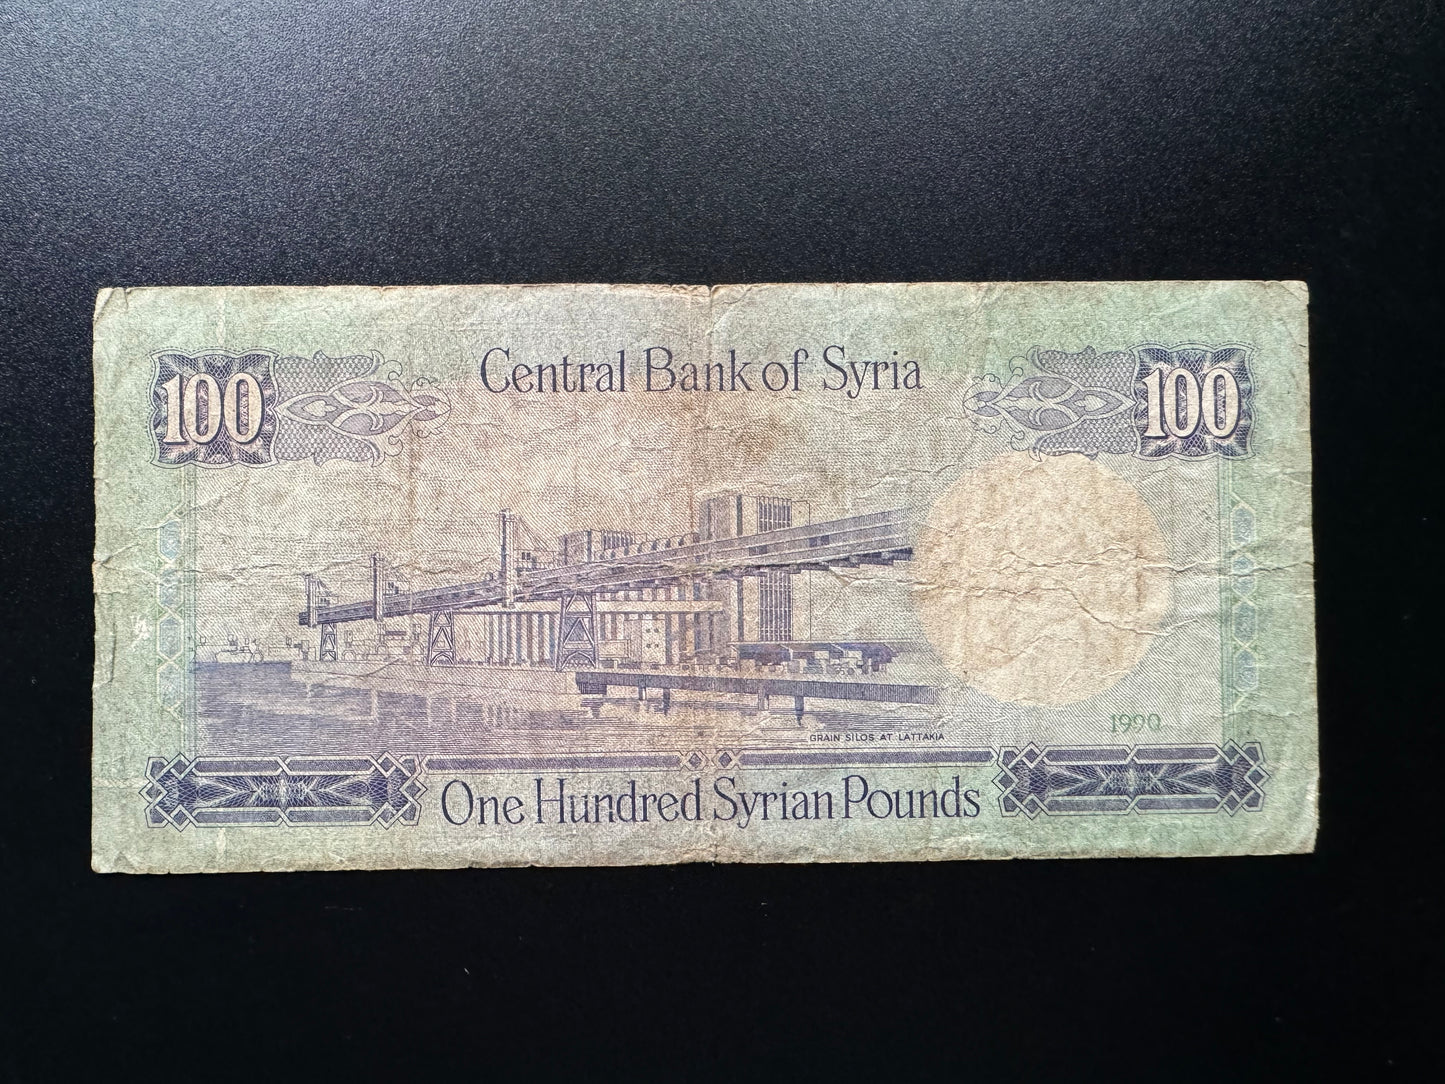 Central Bank of Syria
100 100
GRAIN SILOS AT LATTAKIA
1990
One Hundred Syrian Pounds